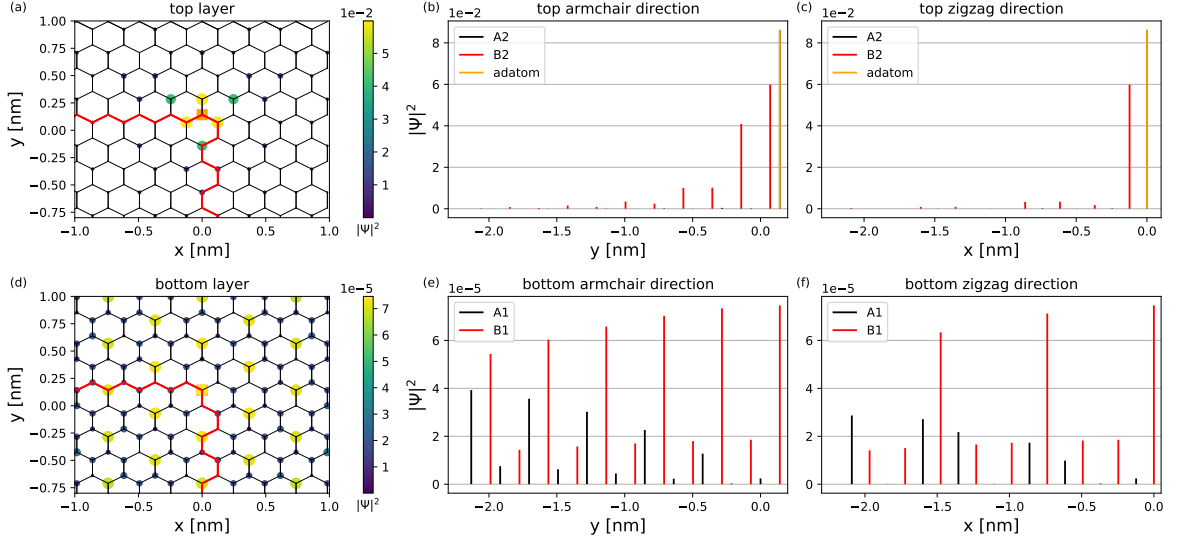 (a)
top layer
1e−2
1.00
0.75
0.50
0.25
0.00
−0.25
−0.50
−0.75
y [nm]
−1.0 −0.5 0.0 0.5 1.0
x [nm]
5
4
3
2
1
|Ψ|²
(b)
top armchair direction
1e−2
A2
B2
adatom
8
6
4
2
0
|Ψ|²
−2.0 −1.5 −1.0 −0.5 0.0
y [nm]
(c)
top zigzag direction
1e−2
A2
B2
adatom
8
6
4
2
0
−2.0 −1.5 −1.0 −0.5 0.0
x [nm]
(d)
bottom layer
1e−5
1.00
0.75
0.50
0.25
0.00
−0.25
−0.50
−0.75
y [nm]
−1.0 −0.5 0.0 0.5 1.0
x [nm]
7
6
5
4
3
2
1
|Ψ|²
(e)
bottom armchair direction
1e−5
A1
B1
6
4
2
0
|Ψ|²
−2.0 −1.5 −1.0 −0.5 0.0
y [nm]
(f)
bottom zigzag direction
1e−5
A1
B1
6
4
2
0
−2.0 −1.5 −1.0 −0.5 0.0
x [nm]